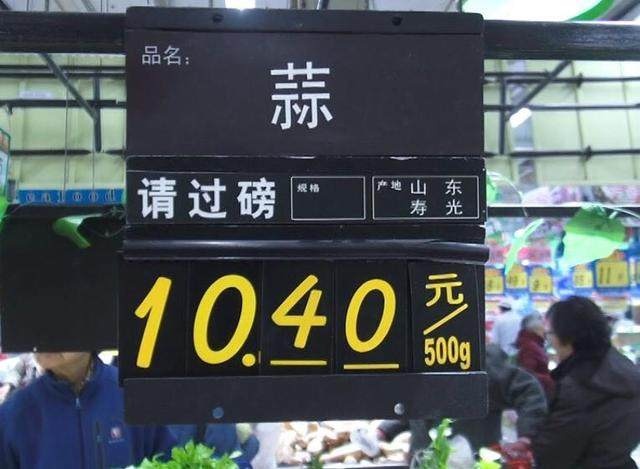 品名:
蒜
请过磅
规格
产地 山东
寿光
10.40 元/500g